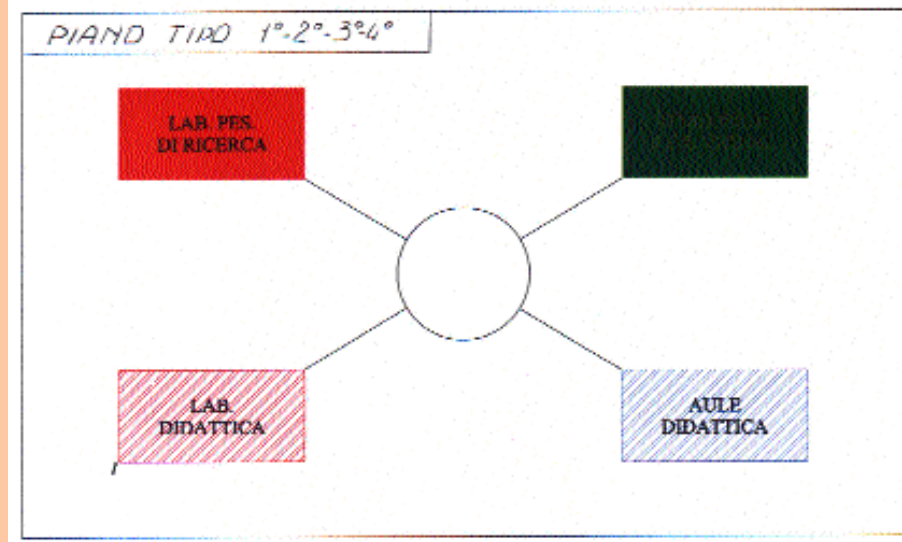 PIANO TIPO 1°-2°-3°-4°
LAB. PES.
DI RICERCA
LAB.
DIDATTICA
AULE
DIDATTICA